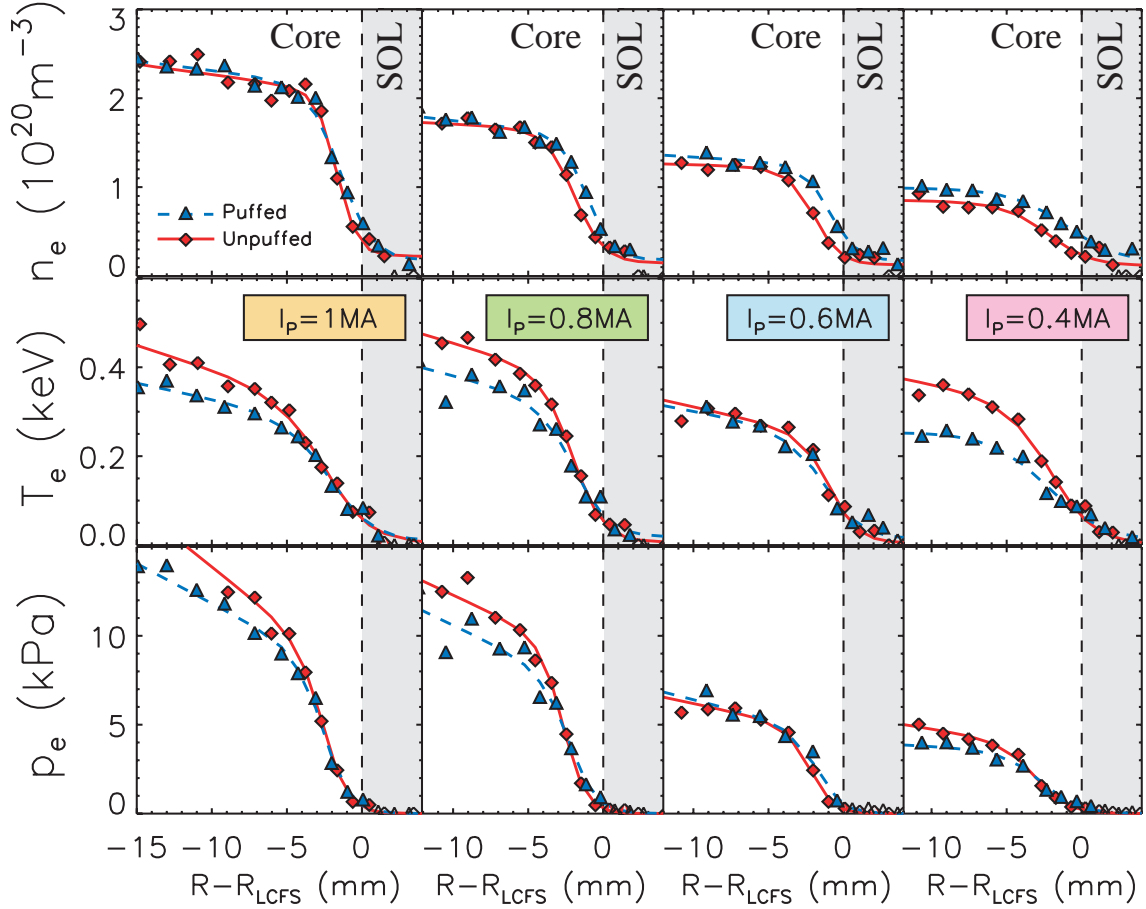 3
Core
SOL
Core
SOL
Core
SOL
Core
SOL
2
1
0
n_e (10^20 m^−3)
Puffed
Unpuffed
I_P=1MA
I_P=0.8MA
I_P=0.6MA
I_P=0.4MA
0.4
0.2
0.0
T_e (keV)
10
5
0
p_e (kPa)
−15 −10 −5 0 −10 −5 0 −10 −5 0 −10 −5 0
R−R_LCFS (mm) R−R_LCFS (mm) R−R_LCFS (mm) R−R_LCFS (mm)